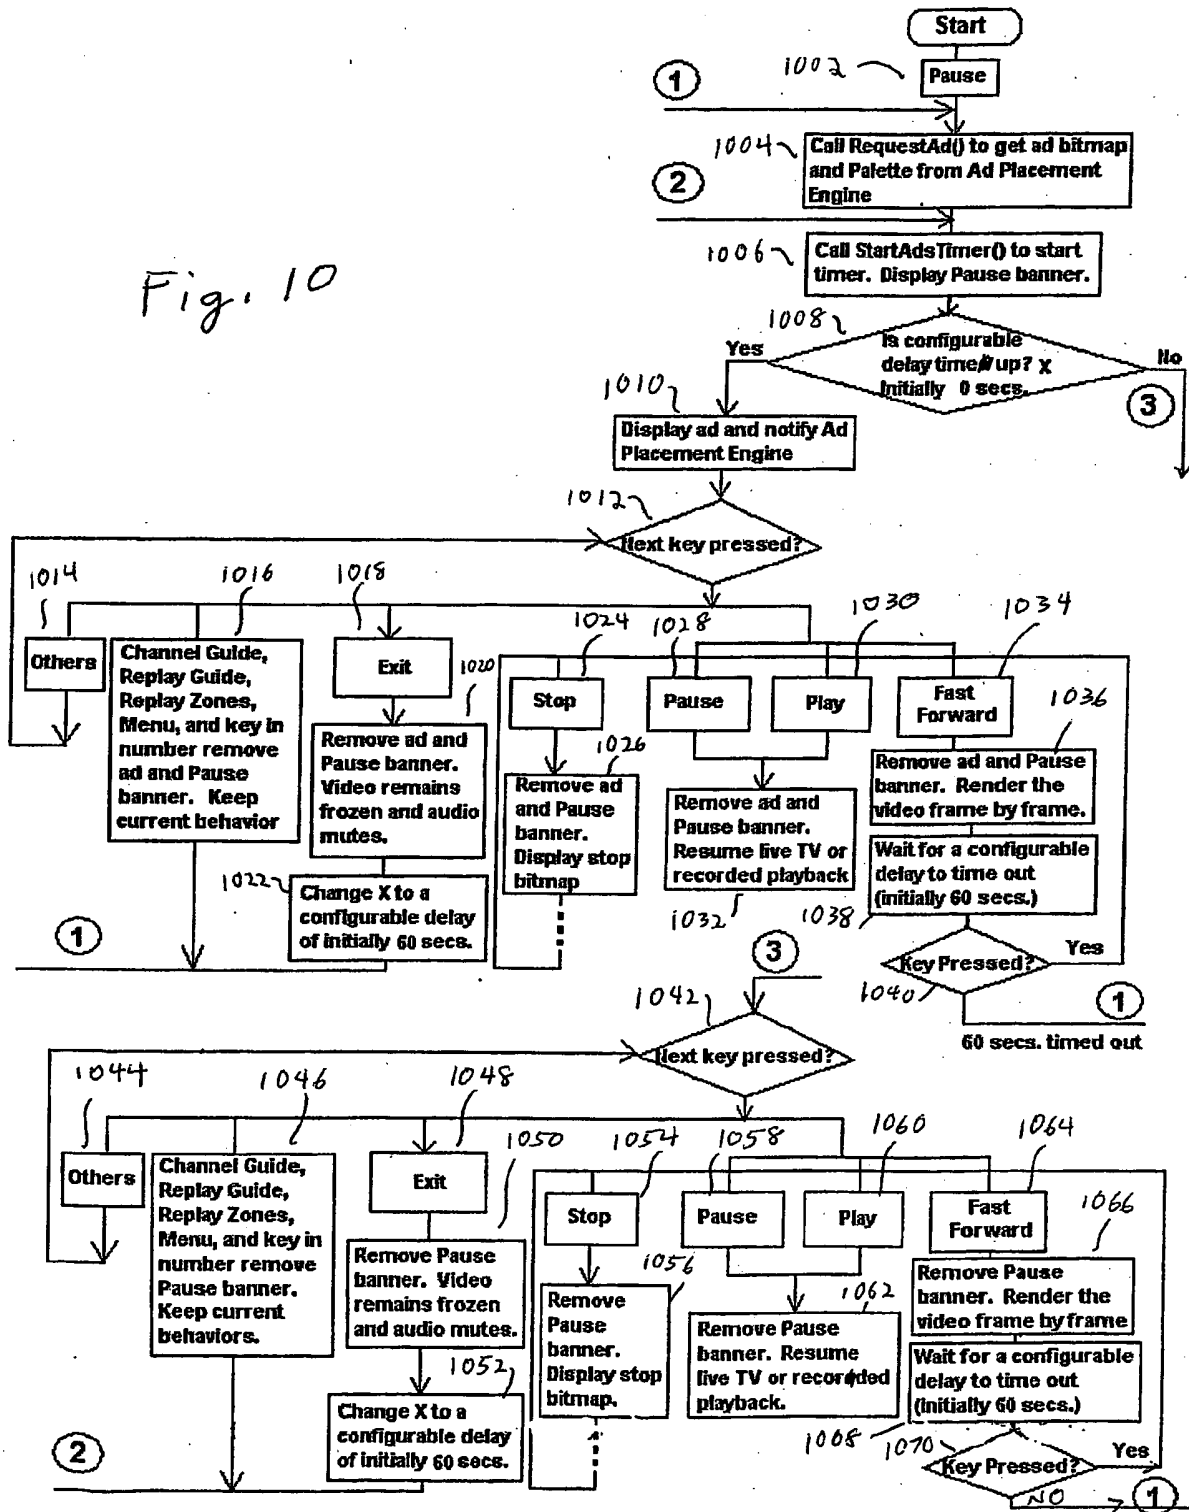 Start
1002
Pause
1
1004
Call RequestAd() to get ad bitmap
and Palette from Ad Placement
Engine
2
1006
Call StartAdsTimer() to start
timer. Display Pause banner.
Fig. 10
1008
Is configurable
delay time up? X
Initially 0 secs.
Yes
No
3
1010
Display ad and notify Ad
Placement Engine
1012
Next key pressed?
1014
Others
1016
Channel Guide,
Replay Guide,
Replay Zones,
Menu, and key in
number remove
ad and Pause
banner. Keep
current behavior
1018
Exit
1020
Remove ad and
Pause banner.
Video remains
frozen and audio
mutes.
1022
Change X to a
configurable delay
of initially 60 secs.
1
1024
Stop
1026
Remove ad
and Pause
banner.
Display stop
bitmap
1028
Pause
1030
Play
Remove ad and
Pause banner.
Resume live TV or
recorded playback
1032
1034
Fast
Forward
1036
Remove ad and Pause
banner. Render the
video frame by frame.
Wait for a configurable
delay to time out
(initially 60 secs.)
1038
Key Pressed?
Yes
1040
1
60 secs. timed out
3
1042
Next key pressed?
1044
Others
1046
Channel Guide,
Replay Guide,
Replay Zones,
Menu, and key in
number remove
Pause banner.
Keep current
behaviors.
1048
Exit
1050
Remove Pause
banner. Video
remains frozen
and audio mutes.
1052
Change X to a
configurable delay
of initially 60 secs.
2
1054
Stop
1056
Remove
Pause
banner.
Display stop
bitmap.
1058
Pause
1060
Play
1062
Remove Pause
banner. Resume
live TV or recorded
playback.
1064
Fast
Forward
1066
Remove Pause
banner. Render the
video frame by frame
Wait for a configurable
delay to time out
(Initially 60 secs.)
1068
1070
Key Pressed?
Yes
NO
1